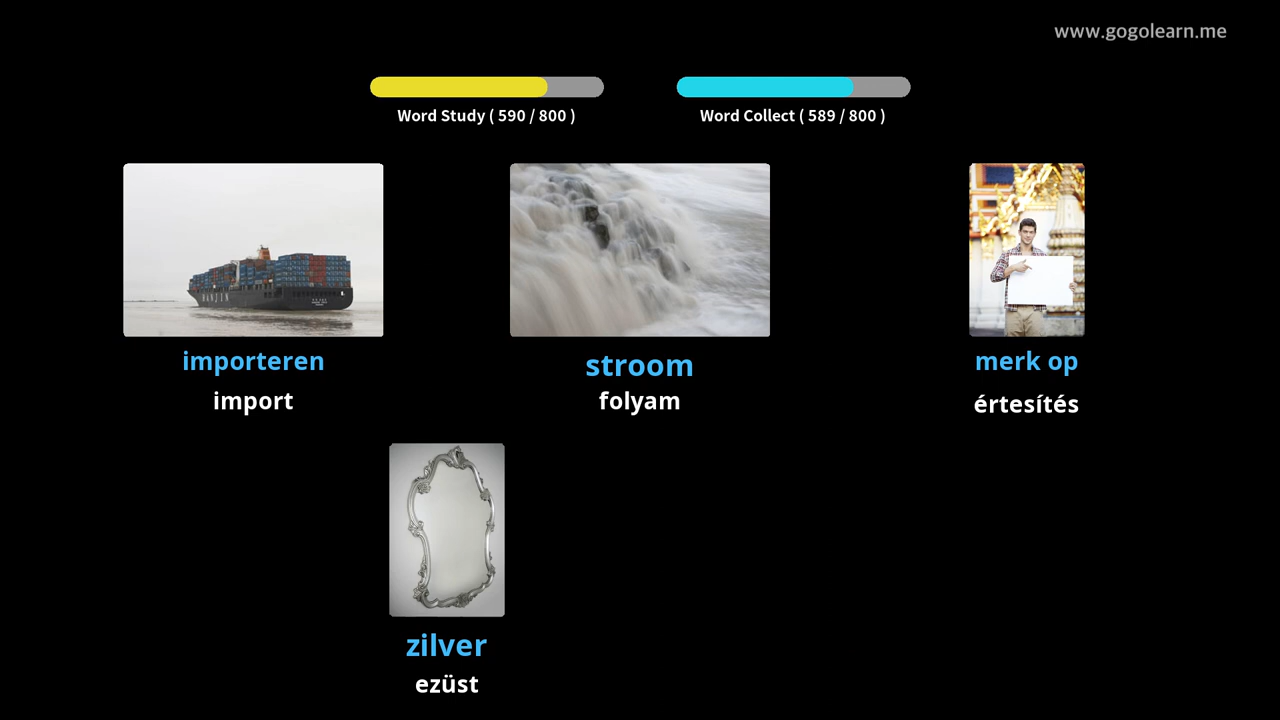 www.gogolearn.me
Word Study ( 590 / 800 )
Word Collect ( 589 / 800 )
importeren
import
stroom
folyam
merk op
értesítés
zilver
ezüst